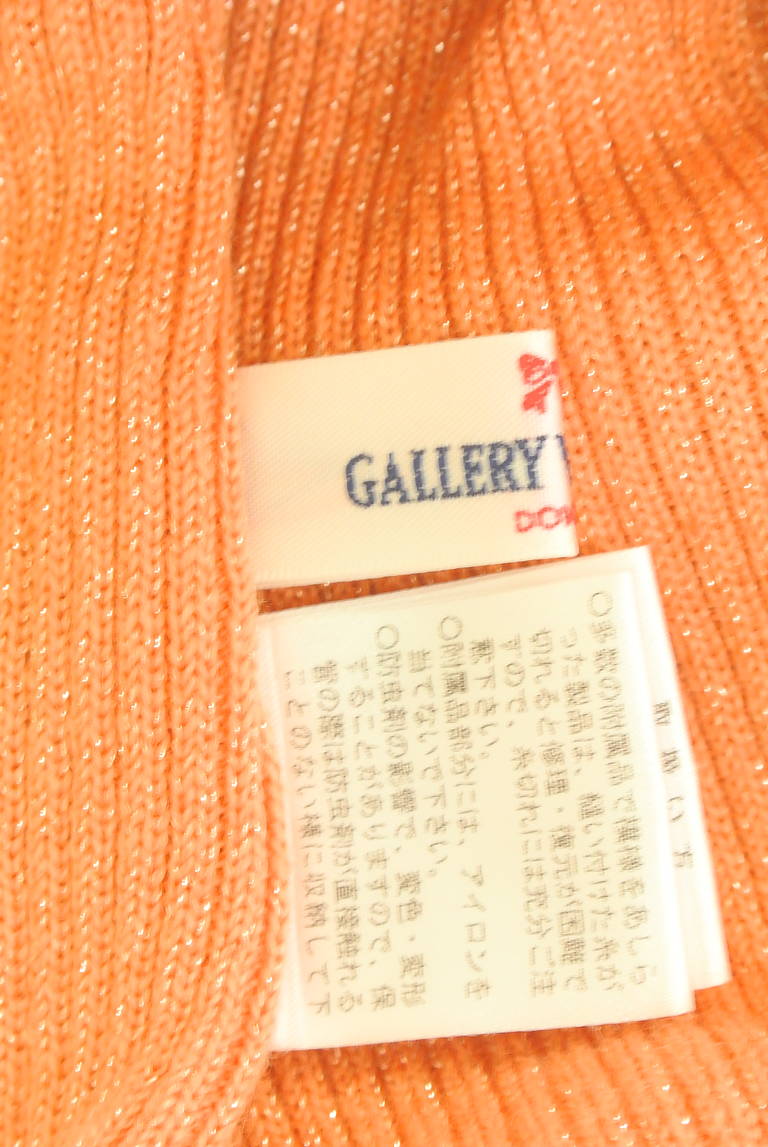 GALLERY
DOW
○多数の附属品で模様をあしら
った製品は、縫い付けた糸が
切れると修理・復元が困難で
すので、糸切れには充分ご注
意下さい。
○附属品部分には、アイロンを
当てないで下さい。
○防虫剤の影響で、変色・変形
することがありますので、保
管の際は防虫剤が直接触れる
ことのない様に収納して下